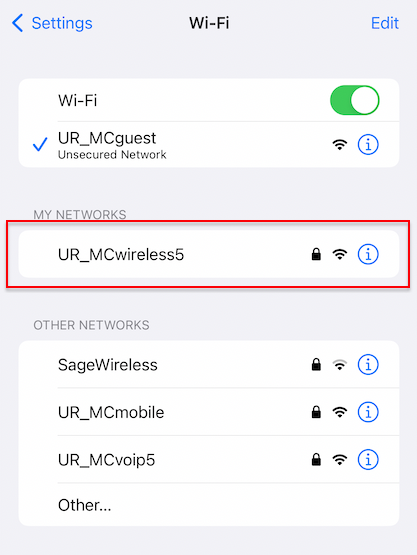 Settings
Wi-Fi
Edit
Wi-Fi
UR_MCguest
Unsecured Network
MY NETWORKS
UR_MCwireless5
OTHER NETWORKS
SageWireless
UR_MCmobile
UR_MCvoip5
Other...